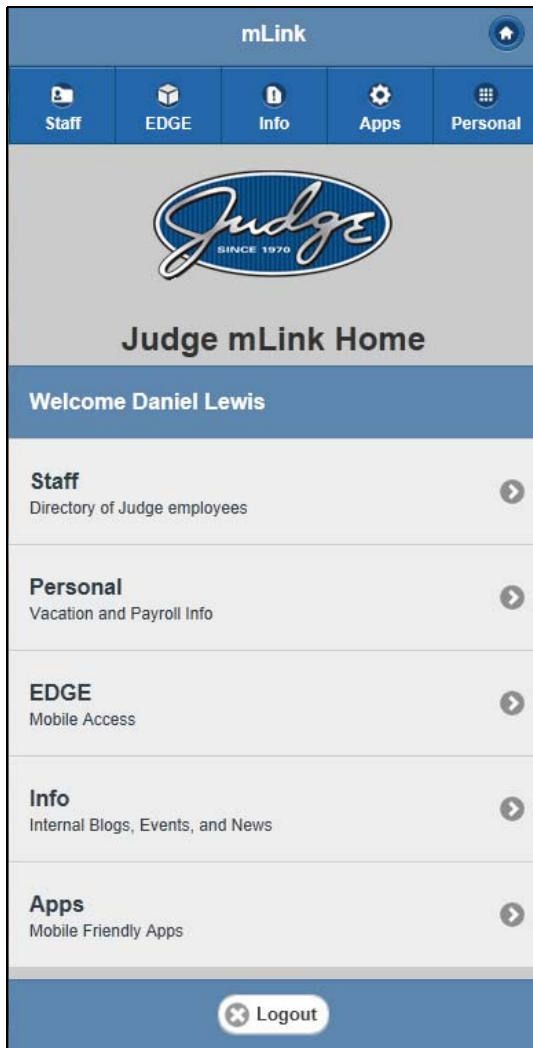 mLink
Staff EDGE Info Apps Personal
Judge
SINCE 1970
Judge mLink Home
Welcome Daniel Lewis
Staff
Directory of Judge employees
Personal
Vacation and Payroll Info
EDGE
Mobile Access
Info
Internal Blogs, Events, and News
Apps
Mobile Friendly Apps
Logout